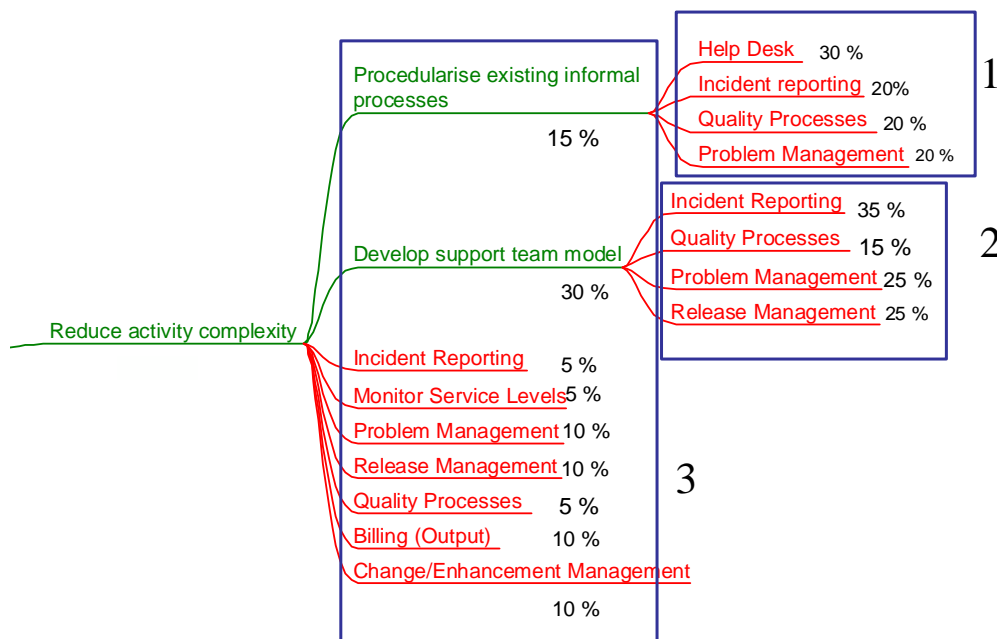 Help Desk 30 %
1
Incident reporting 20%
Quality Processes 20 %
Problem Management 20 %
Procedularise existing informal
processes
15 %
Incident Reporting 35 %
2
Quality Processes 15 %
Problem Management 25 %
Release Management 25 %
Develop support team model
30 %
Reduce activity complexity
Incident Reporting 5 %
Monitor Service Levels 5 %
Problem Management 10 %
Release Management 10 %
3
Quality Processes 5 %
Billing (Output) 10 %
Change/Enhancement Management
10 %